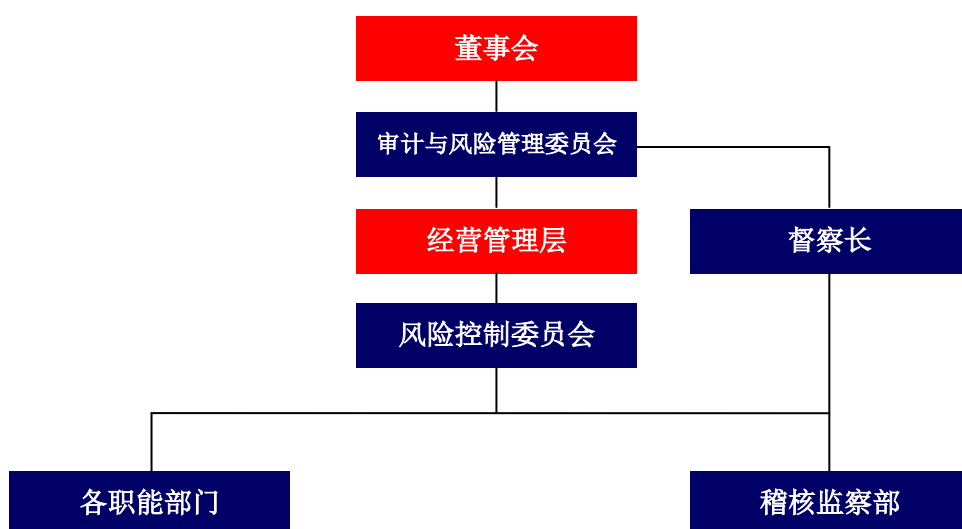 董事会
审计与风险管理委员会
经营管理层
督察长
风险控制委员会
各职能部门
稽核监察部